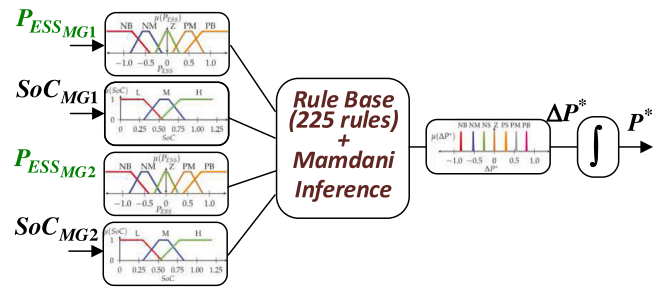 P_ESS_MG1
μ(P_ESS)
NB NM Z PM PB
−1.0 −0.5 0 0.5 1.0
P_ESS
SoC_MG1
μ(SoC)
L M H
1
0
0 0.25 0.50 0.75 1.00 1.25
SoC
P_ESS_MG2
μ(P_ESS)
NB NM Z PM PB
−1.0 −0.5 0 0.5 1.0
P_ESS
SoC_MG2
μ(SoC)
L M H
1
0
0 0.25 0.50 0.75 1.00 1.25
SoC
Rule Base
(225 rules)
+
Mamdani
Inference
NB NM NS Z PS PM PB
μ(ΔP*)
−1.0 −0.5 0 0.5 1.0
ΔP*
ΔP*
∫
P*